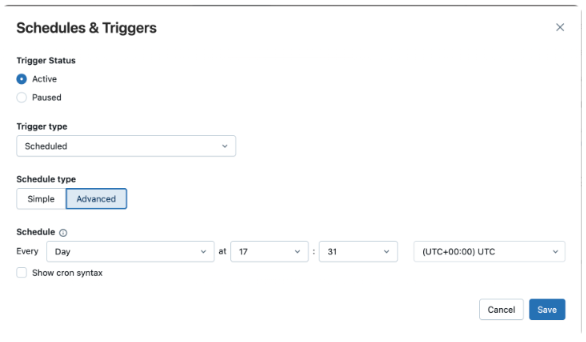 Schedules & Triggers
Trigger Status
Active
Paused
Trigger type
Scheduled
Schedule type
Simple Advanced
Schedule
Every Day at 17 : 31 (UTC+00:00) UTC
Show cron syntax
Cancel Save